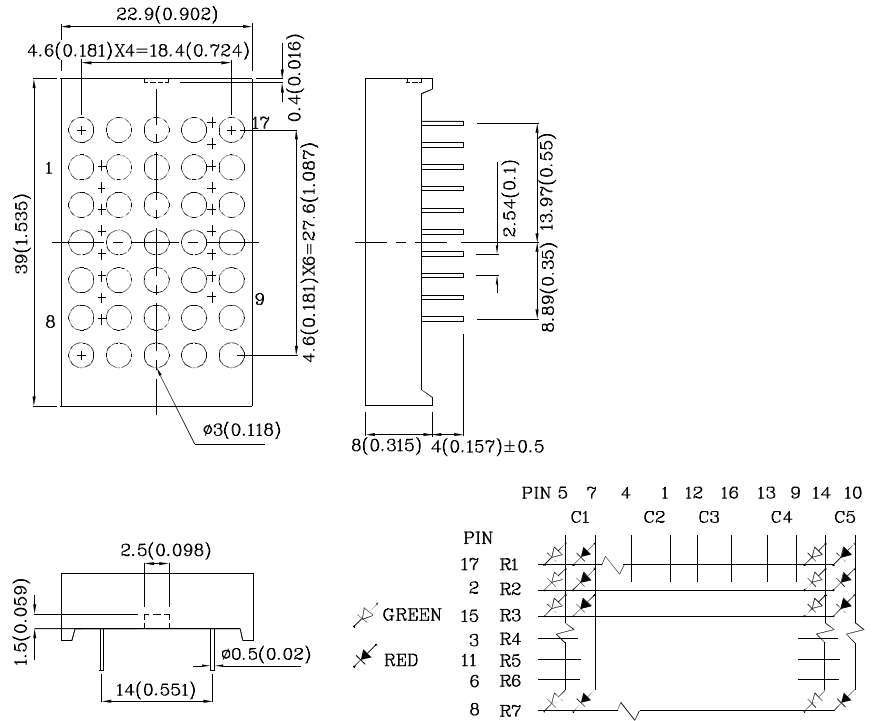 22.9(0.902)
4.6(0.181)X4=18.4(0.724)
0.4(0.016)
17
1
39(1.535)
4.6(0.181)X6=27.6(1.087)
9
8
ø3(0.118)
2.54(0.1)
13.97(0.55)
8.89(0.35)
8(0.315) 4(0.157)±0.5
2.5(0.098)
1.5(0.059)
ø0.5(0.02)
14(0.551)
GREEN
RED
PIN 5 7 4 1 12 16 13 9 14 10
C1 C2 C3 C4 C5
PIN
17 R1
2 R2
15 R3
3 R4
11 R5
6 R6
8 R7